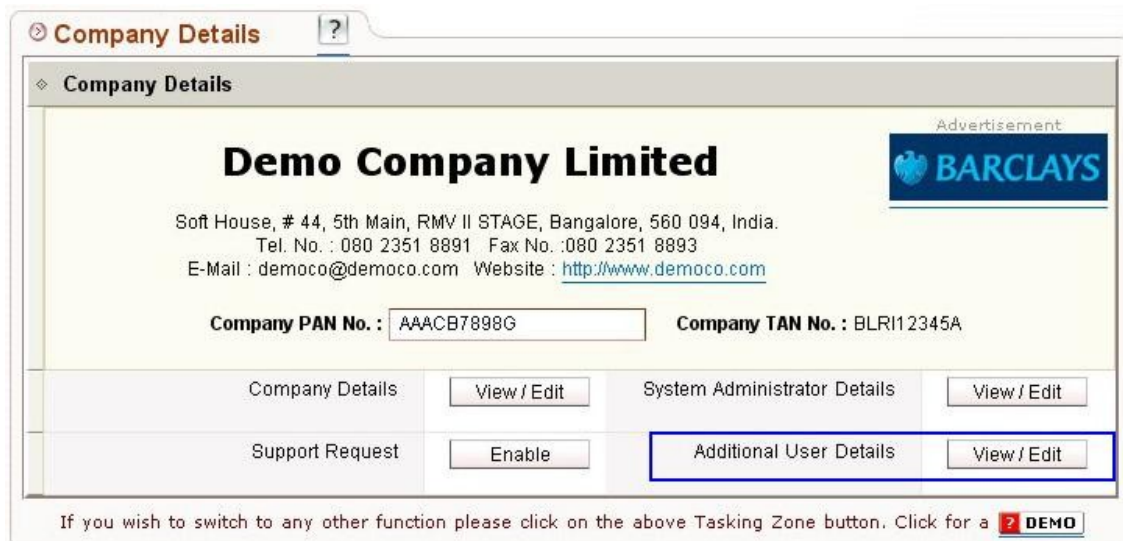 Company Details ?
Company Details
Advertisement
BARCLAYS
Demo Company Limited
Soft House, # 44, 5th Main, RMV II STAGE, Bangalore, 560 094, India.
Tel. No. : 080 2351 8891 Fax No. :080 2351 8893
E-Mail : democo@democo.com Website : http://www.democo.com
Company PAN No. : AAACB7898G Company TAN No. : BLRI12345A
Company Details View / Edit System Administrator Details View / Edit
Support Request Enable Additional User Details View / Edit
If you wish to switch to any other function please click on the above Tasking Zone button. Click for a ? DEMO